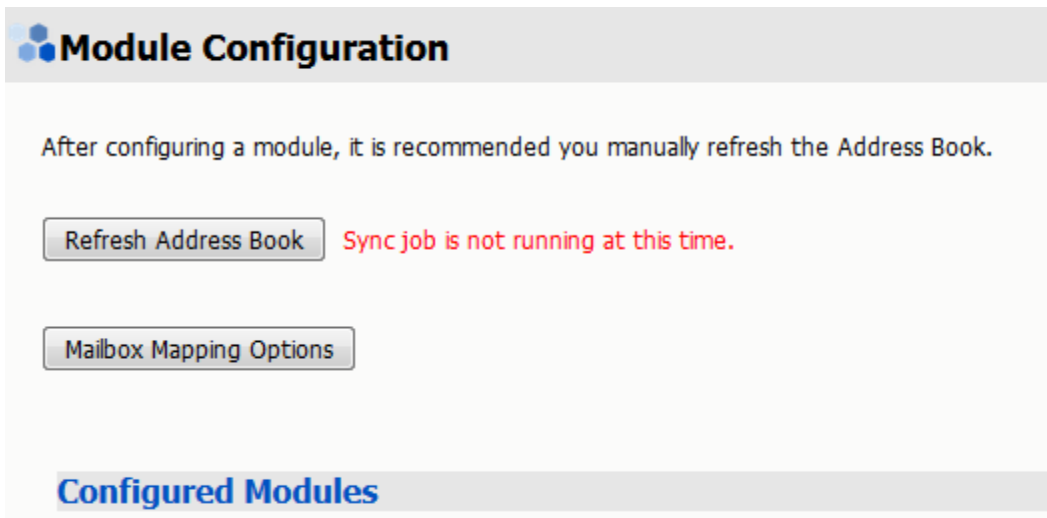 Module Configuration
After configuring a module, it is recommended you manually refresh the Address Book.
Refresh Address Book Sync job is not running at this time.
Mailbox Mapping Options
Configured Modules